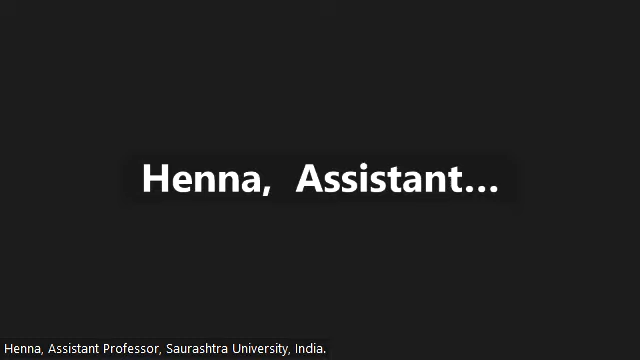 Henna,  Assistant...
Henna, Assistant Professor, Saurashtra University, India.